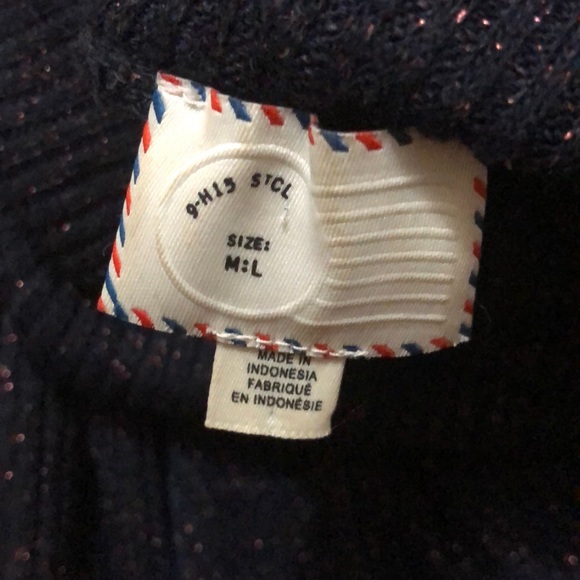 9-H15 STCL
SIZE:
M:L
MADE IN
INDONESIA
FABRIQUÉ
EN INDONÉSIE